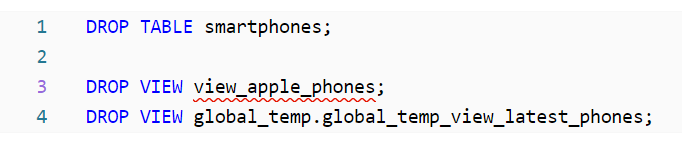 1 DROP TABLE smartphones;
2
3 DROP VIEW view_apple_phones;
4 DROP VIEW global_temp.global_temp_view_latest_phones;